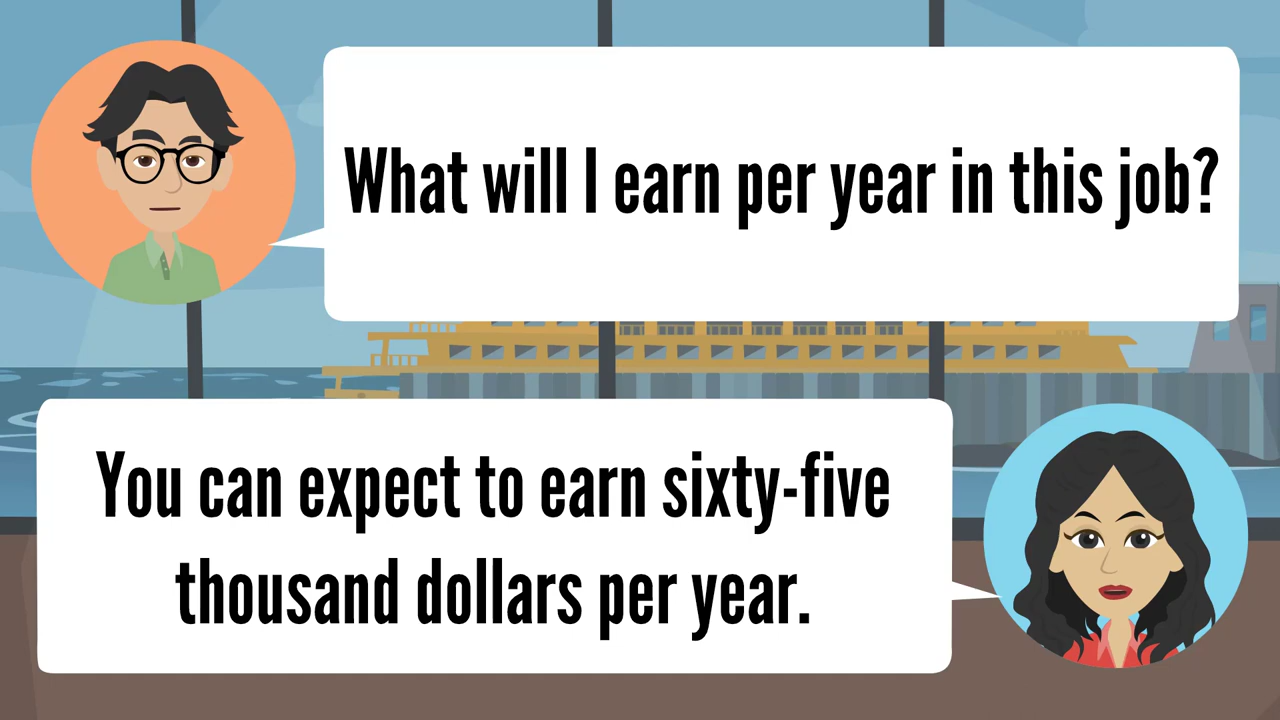 What will I earn per year in this job?
You can expect to earn sixty-five
thousand dollars per year.